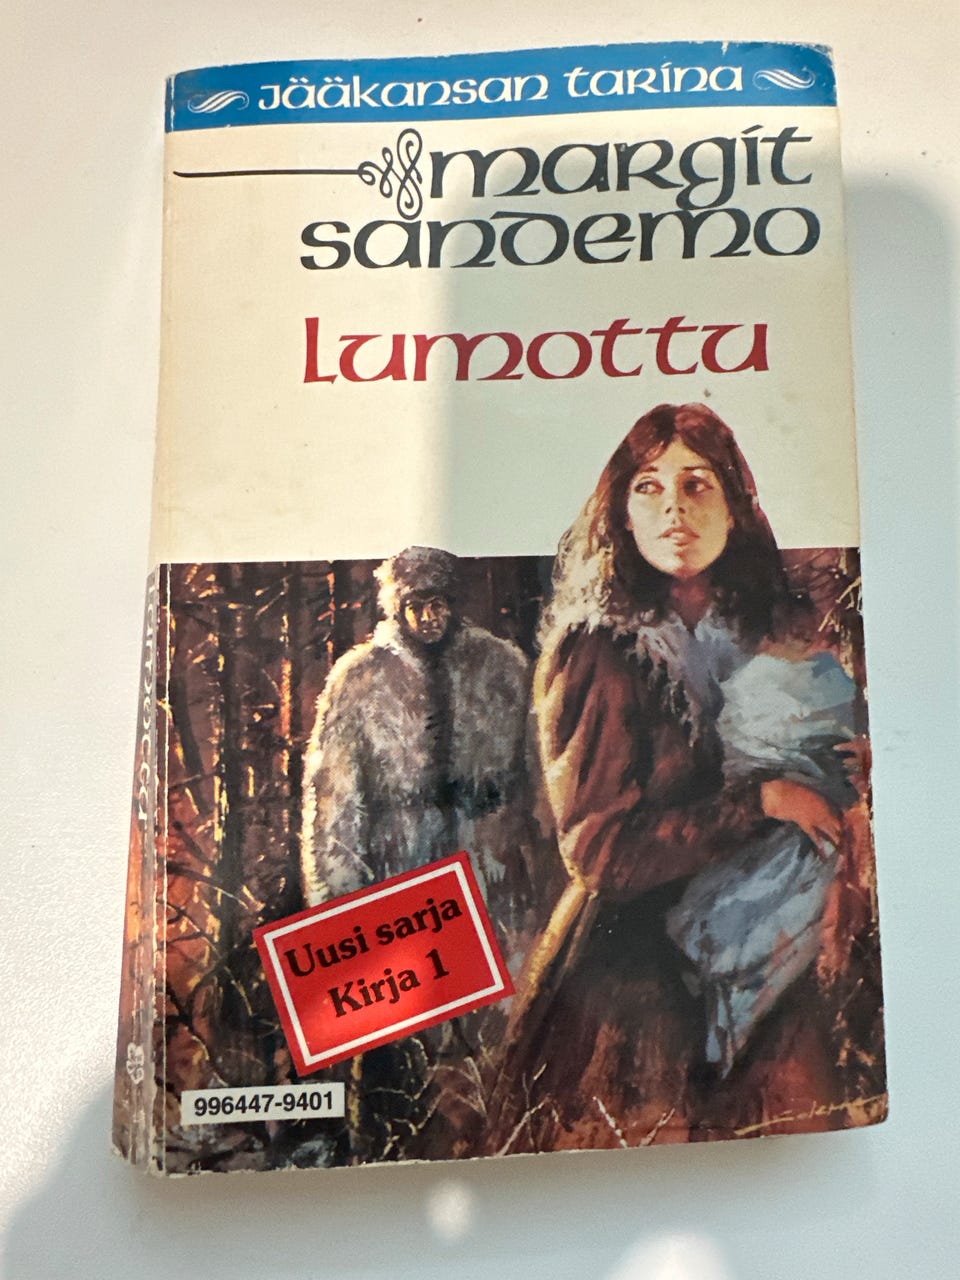 Jääkansan tarina
margit
sandemo
Lumottu
Uusi sarja
Kirja 1
996447-9401